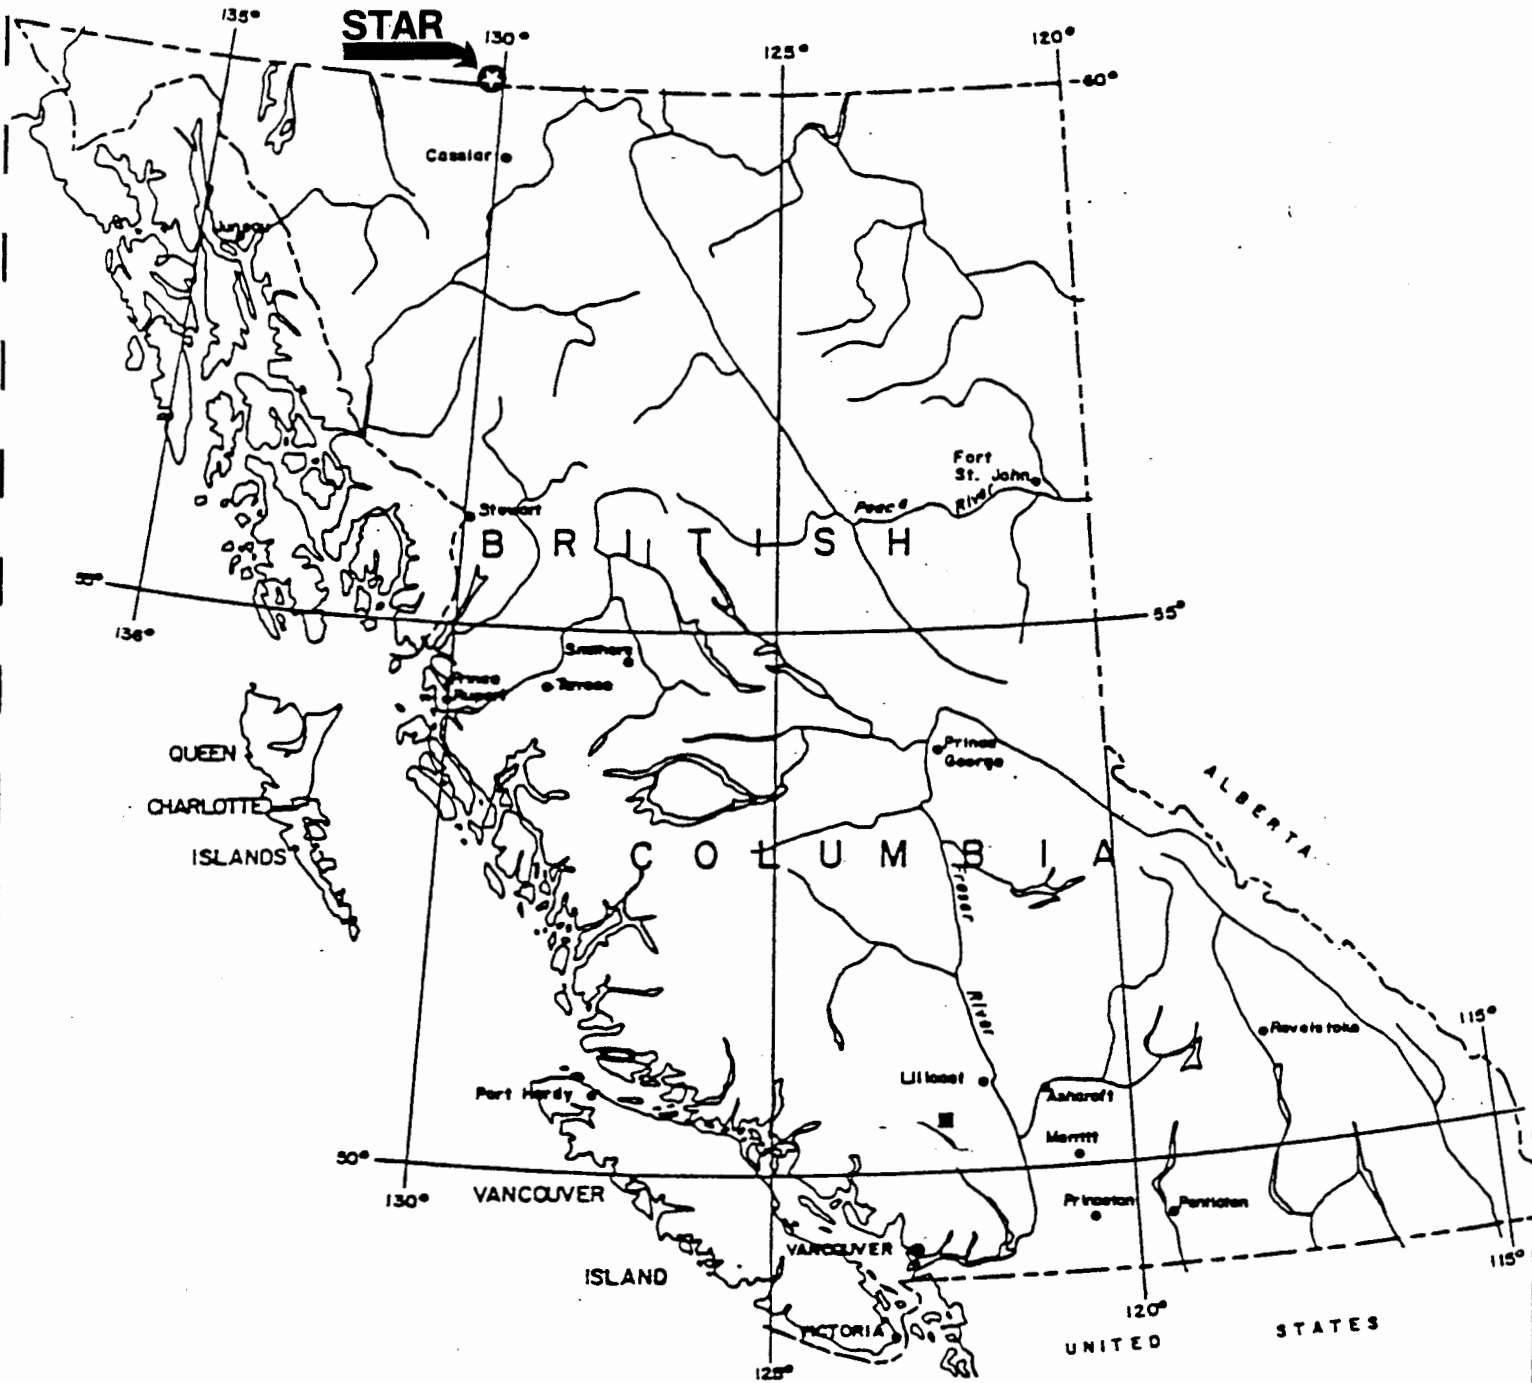 135°
STAR
130°
125°
120°
60°
Cassiar
Juneau
Fort
St. John
Peace
River
Stewart
BRITISH
55°
136°
55°
Smithers
Terrace
Prince
Rupert
QUEEN
CHARLOTTE
ISLANDS
Prince
George
ALBERTA
COLUMBIA
Fraser
River
Revelstoke
115°
Lillooet
Ashcroft
Port Hardy
Merritt
50°
130°
VANCOUVER
ISLAND
Princeton
Penticton
VANCOUVER
VICTORIA
125°
120°
115°
UNITED STATES